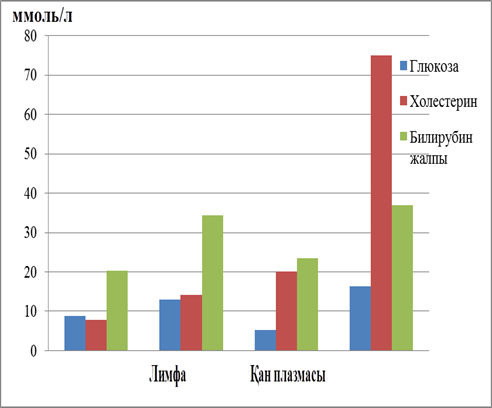 ммоль/л
80
70
60
50
40
30
20
10
0
Глюкоза
Холестерин
Билирубин
жалпы
Лимфа
Қан плазмасы